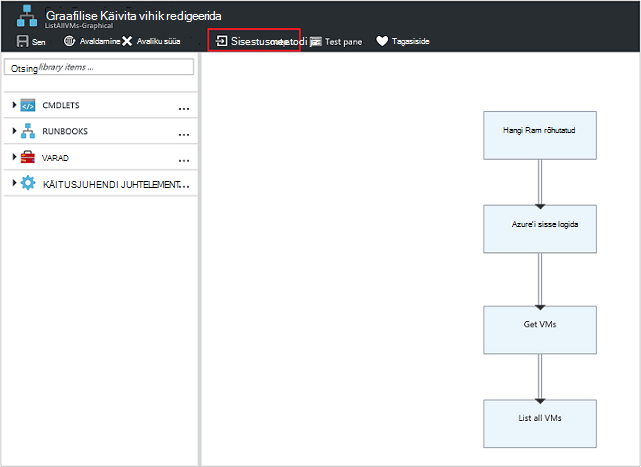 Graafilise Käivita vihik redigeerida
ListAllVMs-Graphical
Sen Avaldamine Avaliku süüa Sisestusmeetodi Test pane Tagasiside
Otsing library items ...
CMDLETS ...
RUNBOOKS ...
VARAD ...
KÄITUSJUHENDI JUHTELEMENT...
Hangi Ram rõhutatud
Azure'i sisse logida
Get VMs
List all VMs